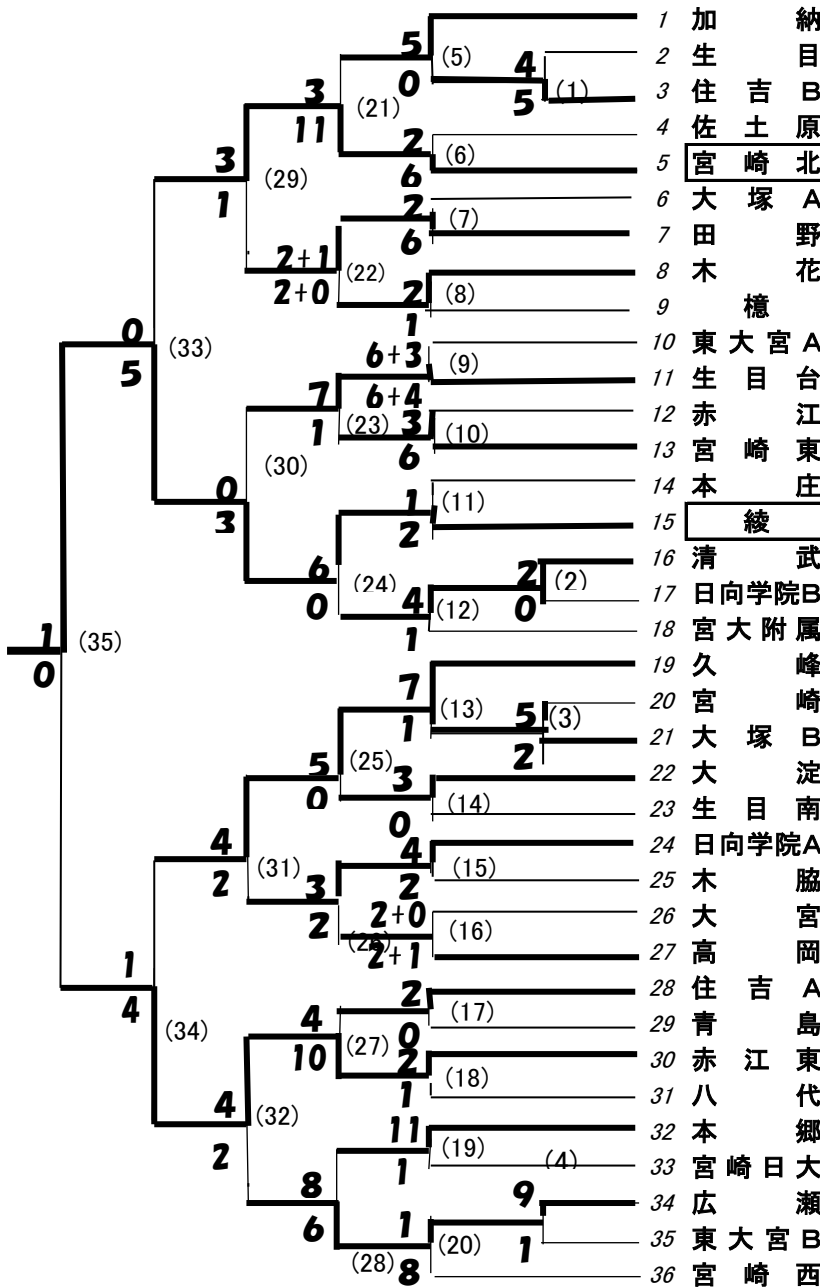 1 加納
5 (5)
2 生目
0 4 (1)
3 住吉B
3 5
11 (21)
4 佐土原
2 (6)
5 宮崎北
3 6
(29)
6 大塚A
1 2 (7)
7 田野
2+1 6
(22)
8 木花
2+0 2 (8)
9 檍
1
10 東大宮A
0 (33)
6+3 (9)
11 生目台
5 7 6+4
12 赤江
1 (23) 3 (10)
13 宮崎東
(30) 6
0
14 本庄
3 1 (11)
15 綾
2
16 清武
6 (24) 2 (2)
17 日向学院B
0 4 (12) 0
18 宮大附属
1 (35) 1
0
19 久峰
7 (13)
20 宮崎
1 5 (3)
21 大塚B
5 (25) 2
22 大淀
0 3 (14)
23 生目南
4 0
24 日向学院A
(31) 4 (15)
25 木脇
2 3 2
26 大宮
2 2+0 (16)
(26) 2+1
27 高岡
1
28 住吉A
4 2 (17)
29 青島
(34) 4 0
10 (27)
30 赤江東
2 (18)
31 八代
4 (32) 1
32 本郷
2 11 (19)
33 宮崎日大
1 (4)
34 広瀬
8 9
35 東大宮B
6 1 (20) 1
36 宮崎西
(28) 8